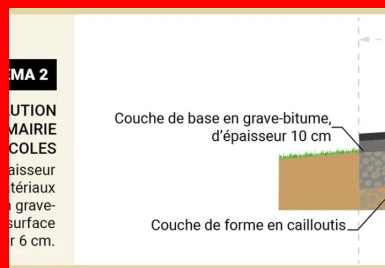 EMA 2
UTION
MAIRIE
COLES
aisseur
tériaux
grave-
surface
r 6 cm.
Couche de base en grave-bitume,
d'épaisseur 10 cm
Couche de forme en cailloutis